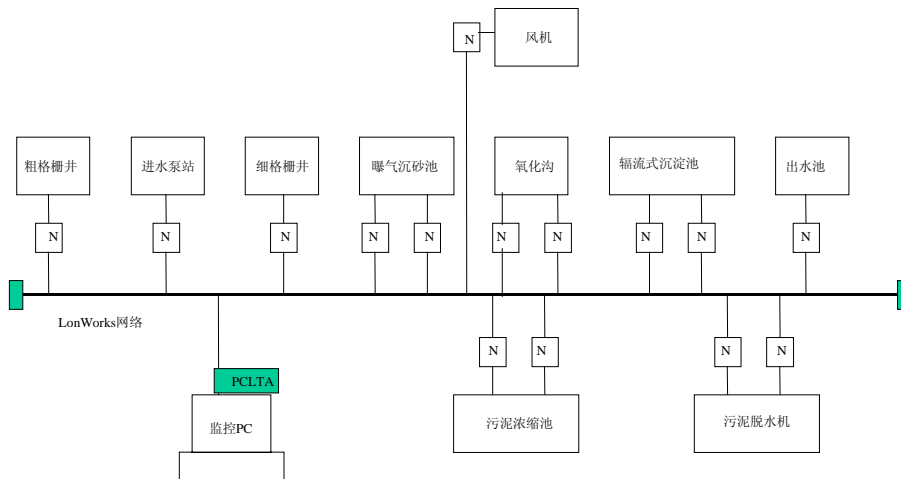 N
风机
粗格栅井
进水泵站
细格栅井
曝气沉砂池
氧化沟
辐流式沉淀池
出水池
N
N
N
N
N
N
N
N
N
N
LonWorks网络
N
N
N
N
PCLTA
监控PC
污泥浓缩池
污泥脱水机